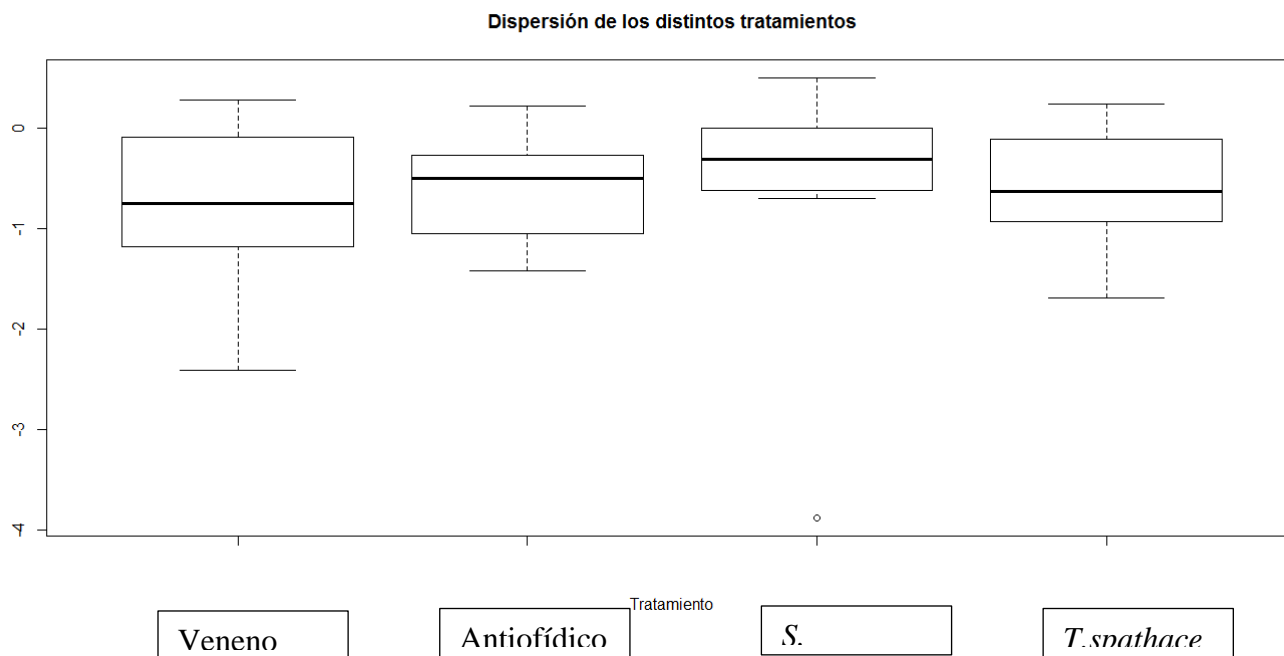 Dispersión de los distintos tratamientos
0
-1
-2
-3
-4
Tratamiento
Veneno
Antiofídico
S.
T.spathace